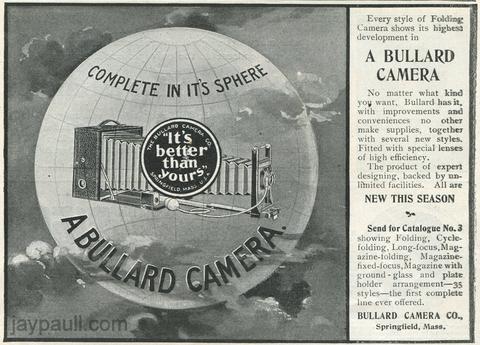 COMPLETE IN IT'S SPHERE
THE BULLARD CAMERA CO.
"It's
better
than
yours."
SPRINGFIELD, MASS. U.S.A.
A BULLARD CAMERA.
jaypaull.com
Every style of Folding
Camera shows its highest
development in
A BULLARD
CAMERA
No matter what kind
you want, Bullard has it,
with improvements and
conveniences no other
make supplies, together
with several new styles.
Fitted with special lenses
of high efficiency.
The product of expert
designing, backed by un-
limited facilities. All are
NEW THIS SEASON
Send for Catalogue No. 3
showing Folding, Cycle-
folding, Long-focus, Mag-
azine-folding, Magazine-
fixed-focus, Magazine with
ground-glass and plate
holder arrangement—35
styles—the first complete
line ever offered.
BULLARD CAMERA CO.,
Springfield, Mass.